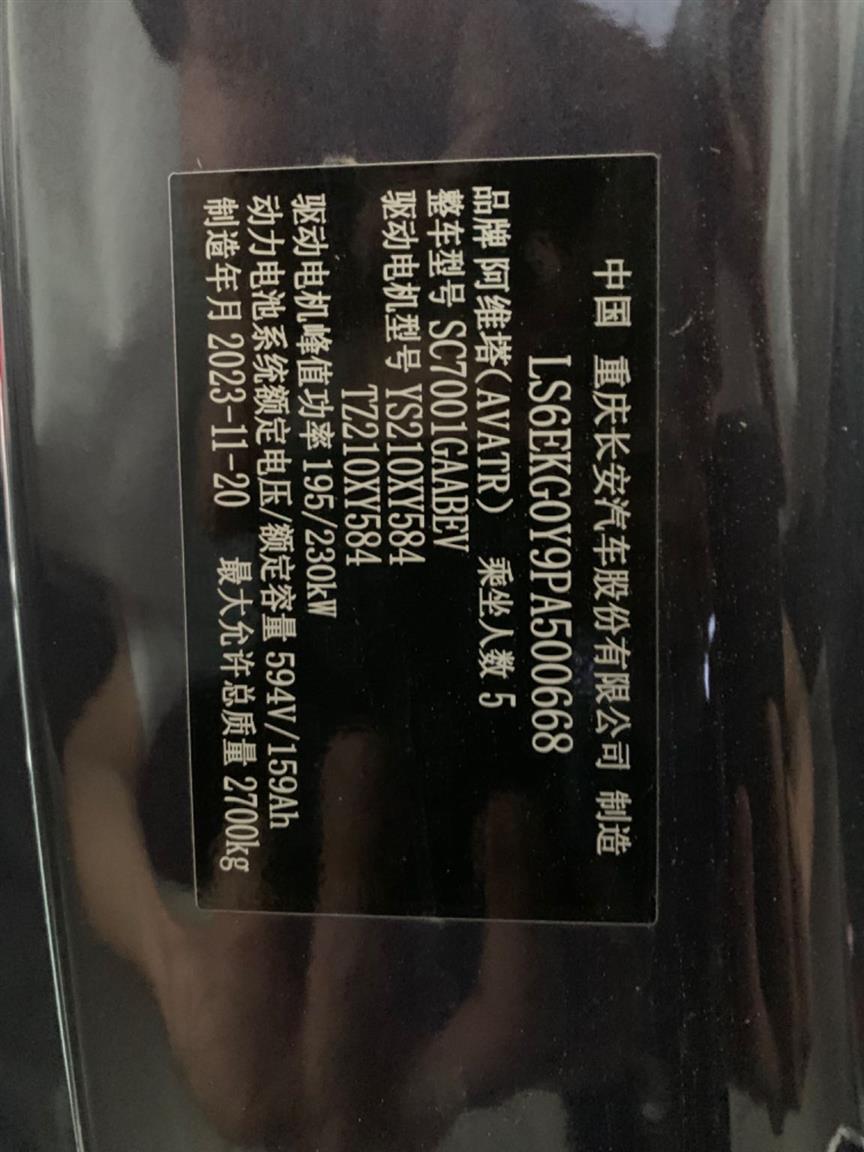 中国 重庆长安汽车股份有限公司 制造
LS6EKG0Y9PA500668
品牌 阿维塔(AVATR) 乘坐人数 5
整车型号 SC7001GAABEV
驱动电机型号 YS210XY584
TZ210XY584
驱动电机峰值功率 195/230kW
动力电池系统额定电压/额定容量 594V/159Ah
制造年月 2023-11-20 最大允许总质量 2700kg